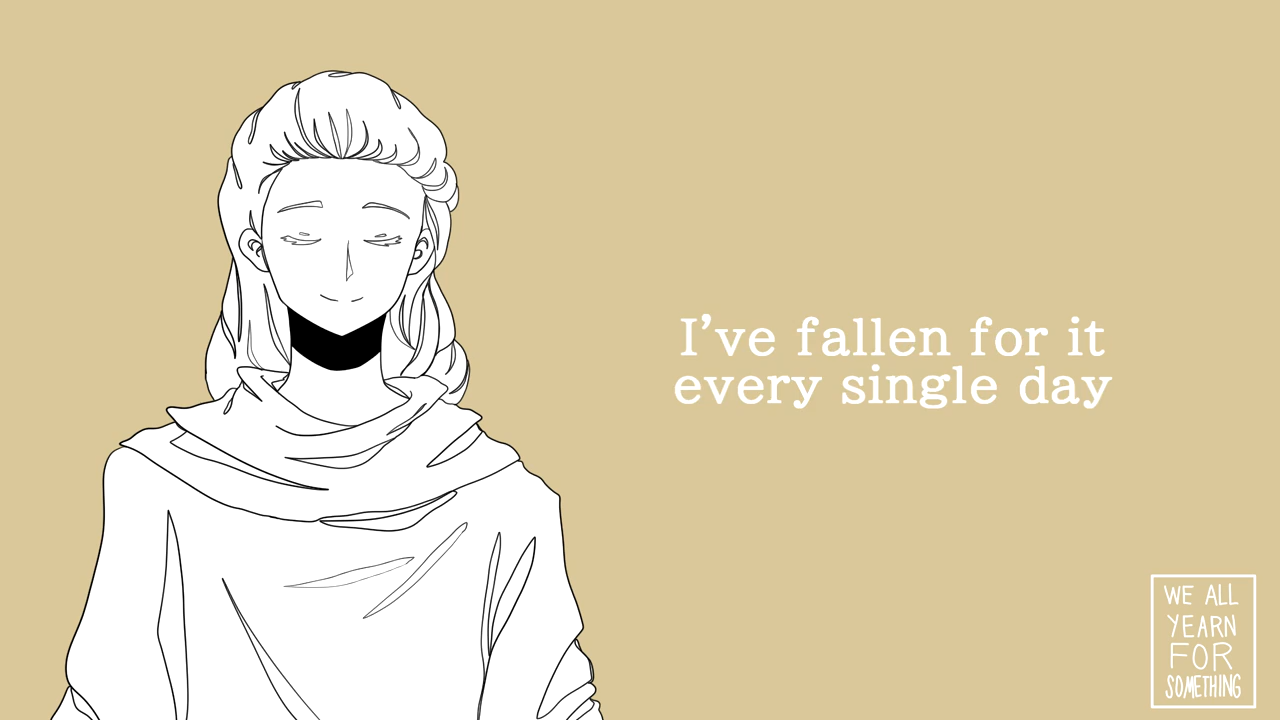 I’ve fallen for it
every single day
WE ALL
YEARN
FOR
SOMETHING